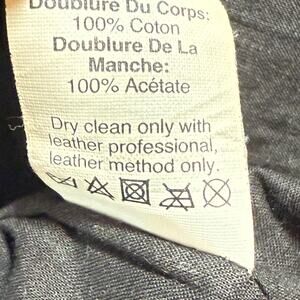 Doublure Du Corps:
100% Coton
Doublure De La
Manche:
100% Acétate
Dry clean only with
leather professional,
leather method only.